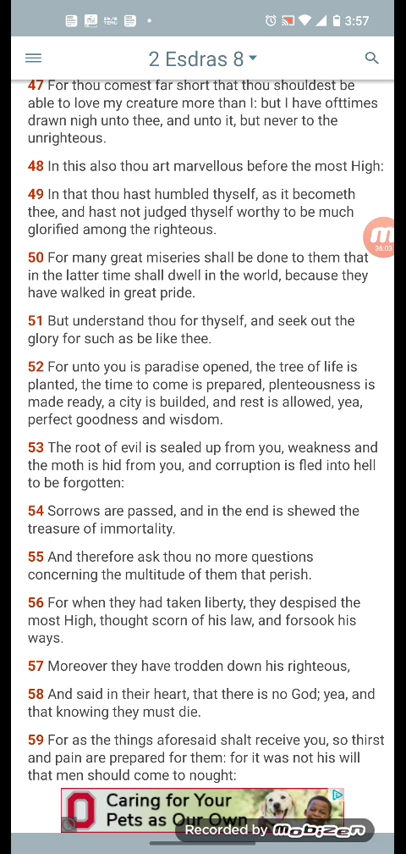 3:57
2 Esdras 8
47 For thou comest far short that thou shouldest be
able to love my creature more than I: but I have ofttimes
drawn nigh unto thee, and unto it, but never to the
unrighteous.
48 In this also thou art marvellous before the most High:
49 In that thou hast humbled thyself, as it becometh
thee, and hast not judged thyself worthy to be much
glorified among the righteous.
36:03
50 For many great miseries shall be done to them that
in the latter time shall dwell in the world, because they
have walked in great pride.
51 But understand thou for thyself, and seek out the
glory for such as be like thee.
52 For unto you is paradise opened, the tree of life is
planted, the time to come is prepared, plenteousness is
made ready, a city is builded, and rest is allowed, yea,
perfect goodness and wisdom.
53 The root of evil is sealed up from you, weakness and
the moth is hid from you, and corruption is fled into hell
to be forgotten:
54 Sorrows are passed, and in the end is shewed the
treasure of immortality.
55 And therefore ask thou no more questions
concerning the multitude of them that perish.
56 For when they had taken liberty, they despised the
most High, thought scorn of his law, and forsook his
ways.
57 Moreover they have trodden down his righteous,
58 And said in their heart, that there is no God; yea, and
that knowing they must die.
59 For as the things aforesaid shalt receive you, so thirst
and pain are prepared for them: for it was not his will
that men should come to nought:
Caring for Your
Pets as Our Own
Recorded by mobizen